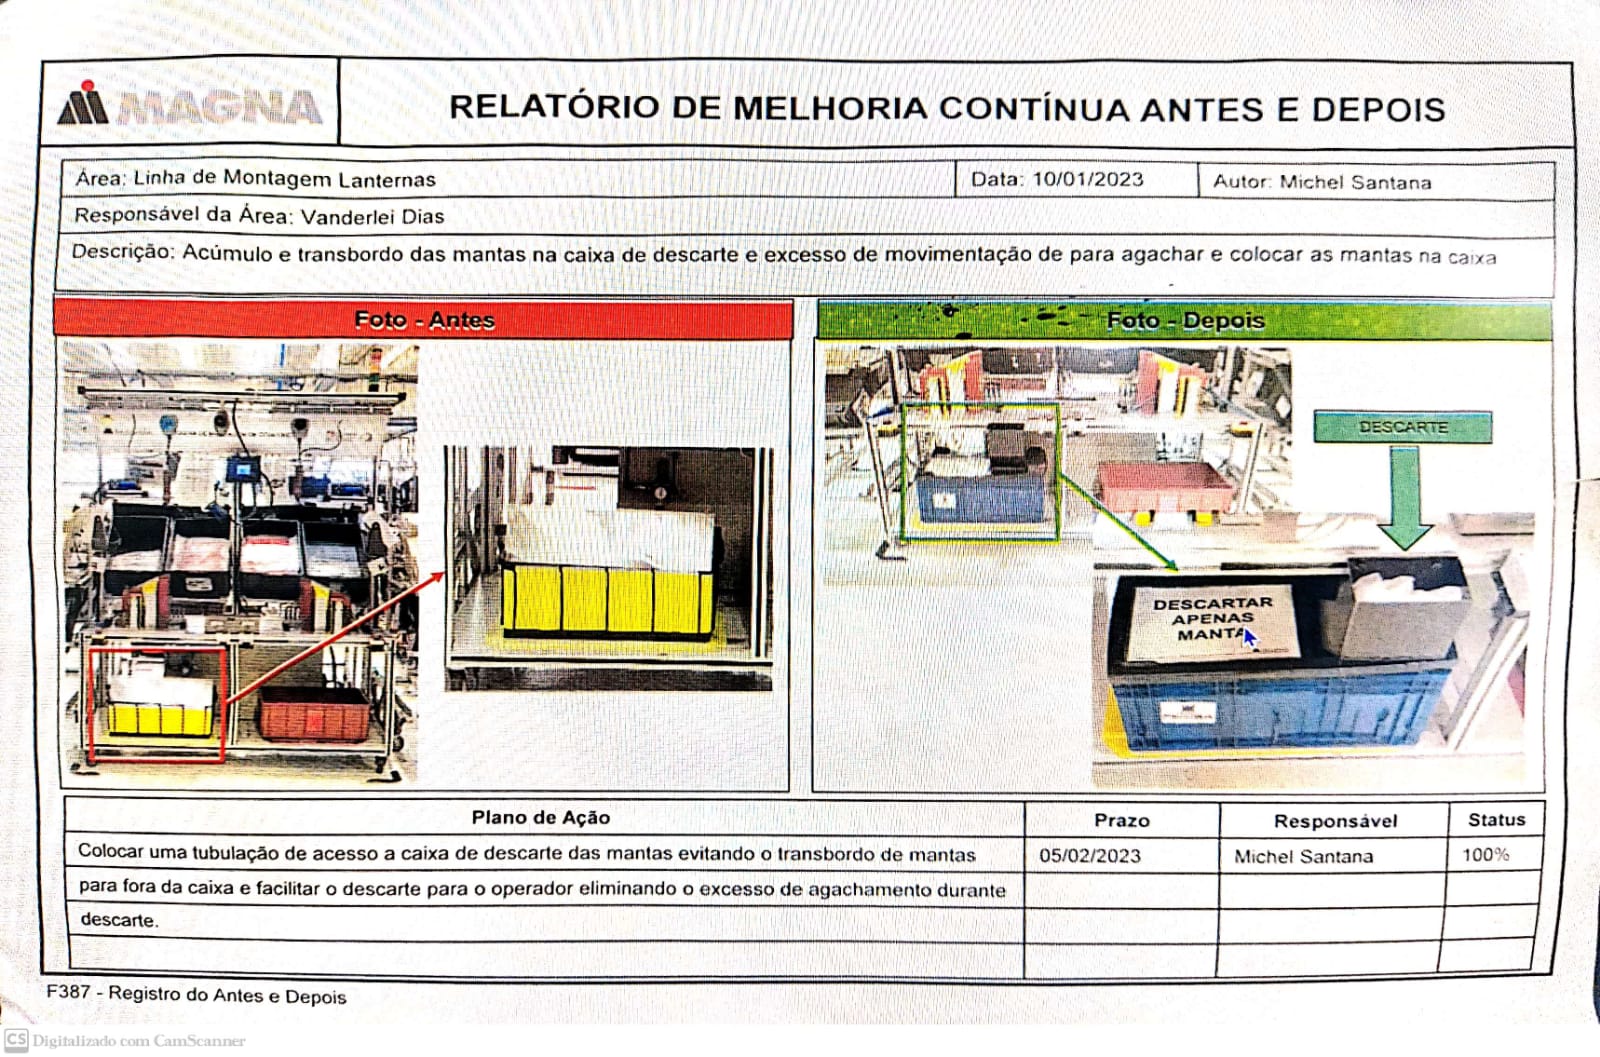 MAGNA
RELATÓRIO DE MELHORIA CONTÍNUA ANTES E DEPOIS
Área: Linha de Montagem Lanternas
Data: 10/01/2023
Autor: Michel Santana
Responsável da Área: Vanderlei Dias
Descrição: Acúmulo e transbordo das mantas na caixa de descarte e excesso de movimentação de para agachar e colocar as mantas na caixa
Foto - Antes
Foto - Depois
DESCARTE
DESCARTAR
APENAS
MANTA
Plano de Ação
Prazo
Responsável
Status
Colocar uma tubulação de acesso a caixa de descarte das mantas evitando o transbordo de mantas
05/02/2023
Michel Santana
100%
para fora da caixa e facilitar o descarte para o operador eliminando o excesso de agachamento durante
descarte.
F387 - Registro do Antes e Depois
CS Digitalizado com CamScanner